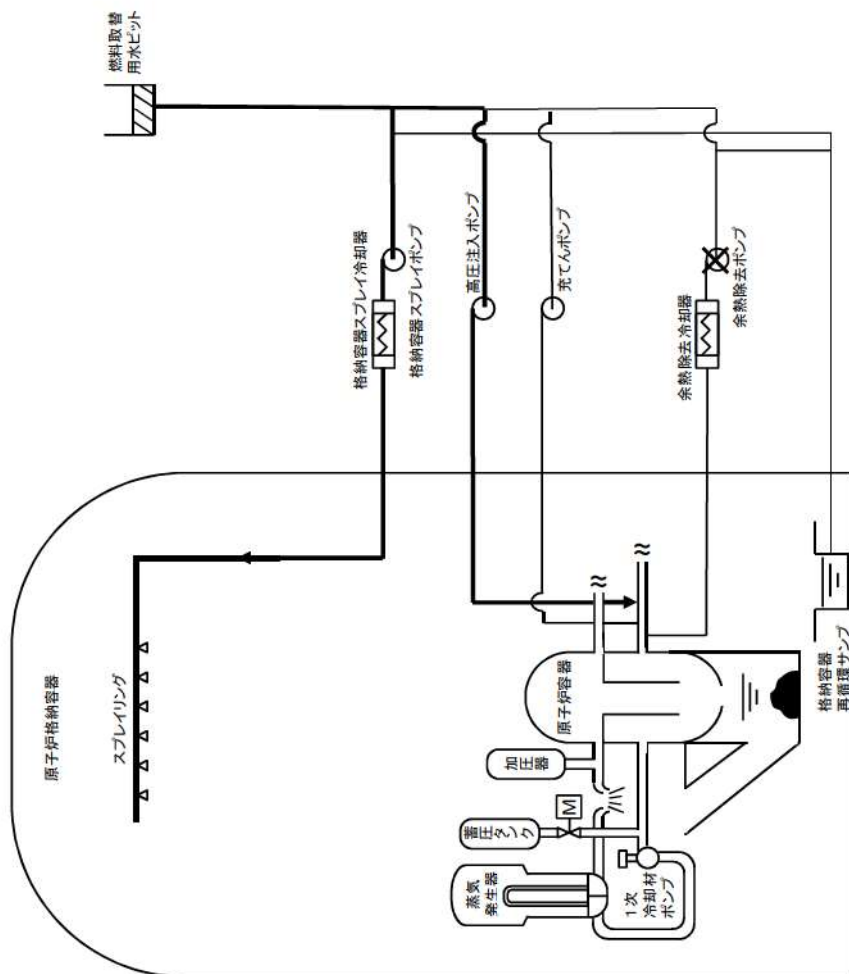 燃料取替
用水ピット
原子炉格納容器
スプレイリング
格納容器スプレイ冷却器
格納容器スプレイポンプ
高圧注入ポンプ
充てんポンプ
余熱除去冷却器
余熱除去ポンプ
加圧器
蓄圧タンク
M
蒸気
発生器
原子炉容器
1次
冷却材
ポンプ
格納容器
再循環サンプ